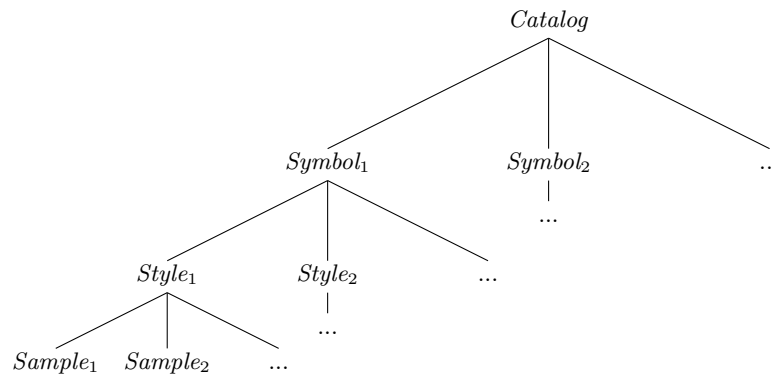 Catalog
Symbol₁ Symbol₂ ...
...
Style₁ Style₂ ...
...
Sample₁ Sample₂ ...